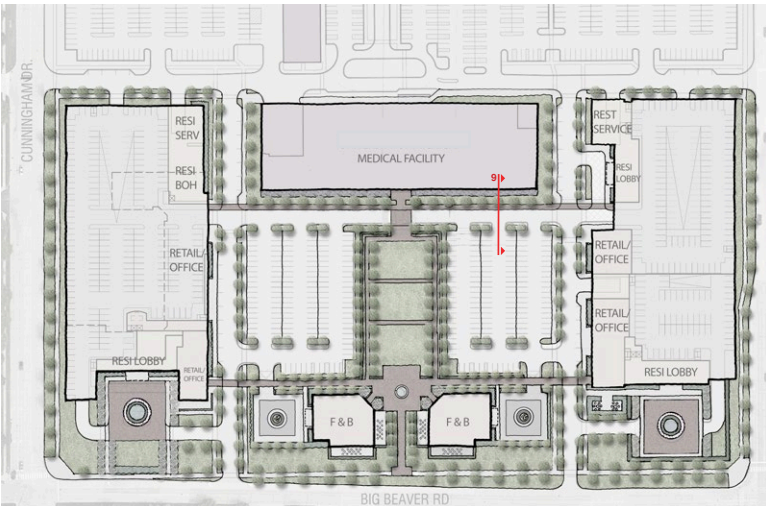 CUNNINGHAM DR.
RESI
SERV
RESI
BOH
RETAIL/
OFFICE
RESI LOBBY
RETAIL/
OFFICE
MEDICAL FACILITY
9
F & B
F & B
REST
SERVICE
RESI
LOBBY
RETAIL/
OFFICE
RETAIL/
OFFICE
RESI LOBBY
BIG BEAVER RD